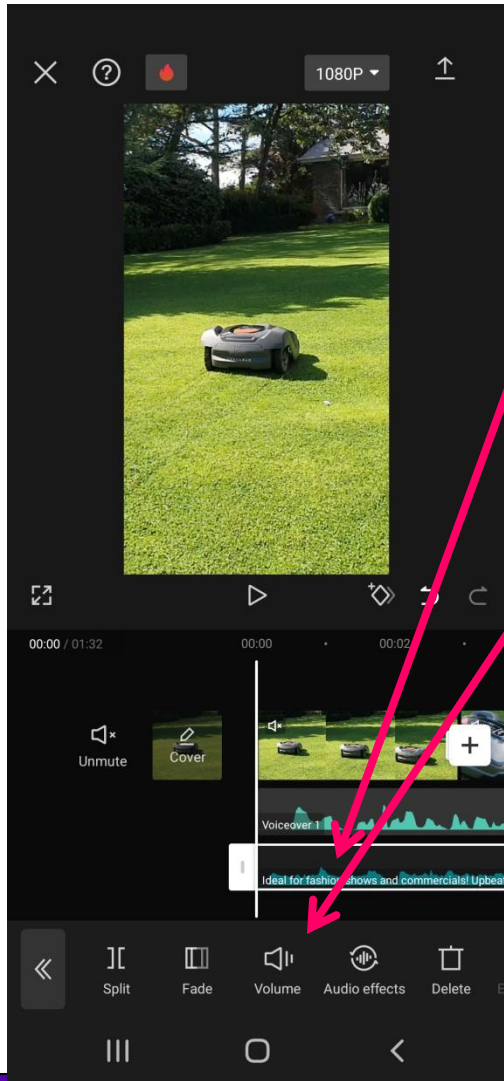 1080P
00:00 / 01:32
00:00
00:02
Unmute
Cover
Voiceover 1
Ideal for fashion shows and commercials! Upbeat
Split
Fade
Volume
Audio effects
Delete